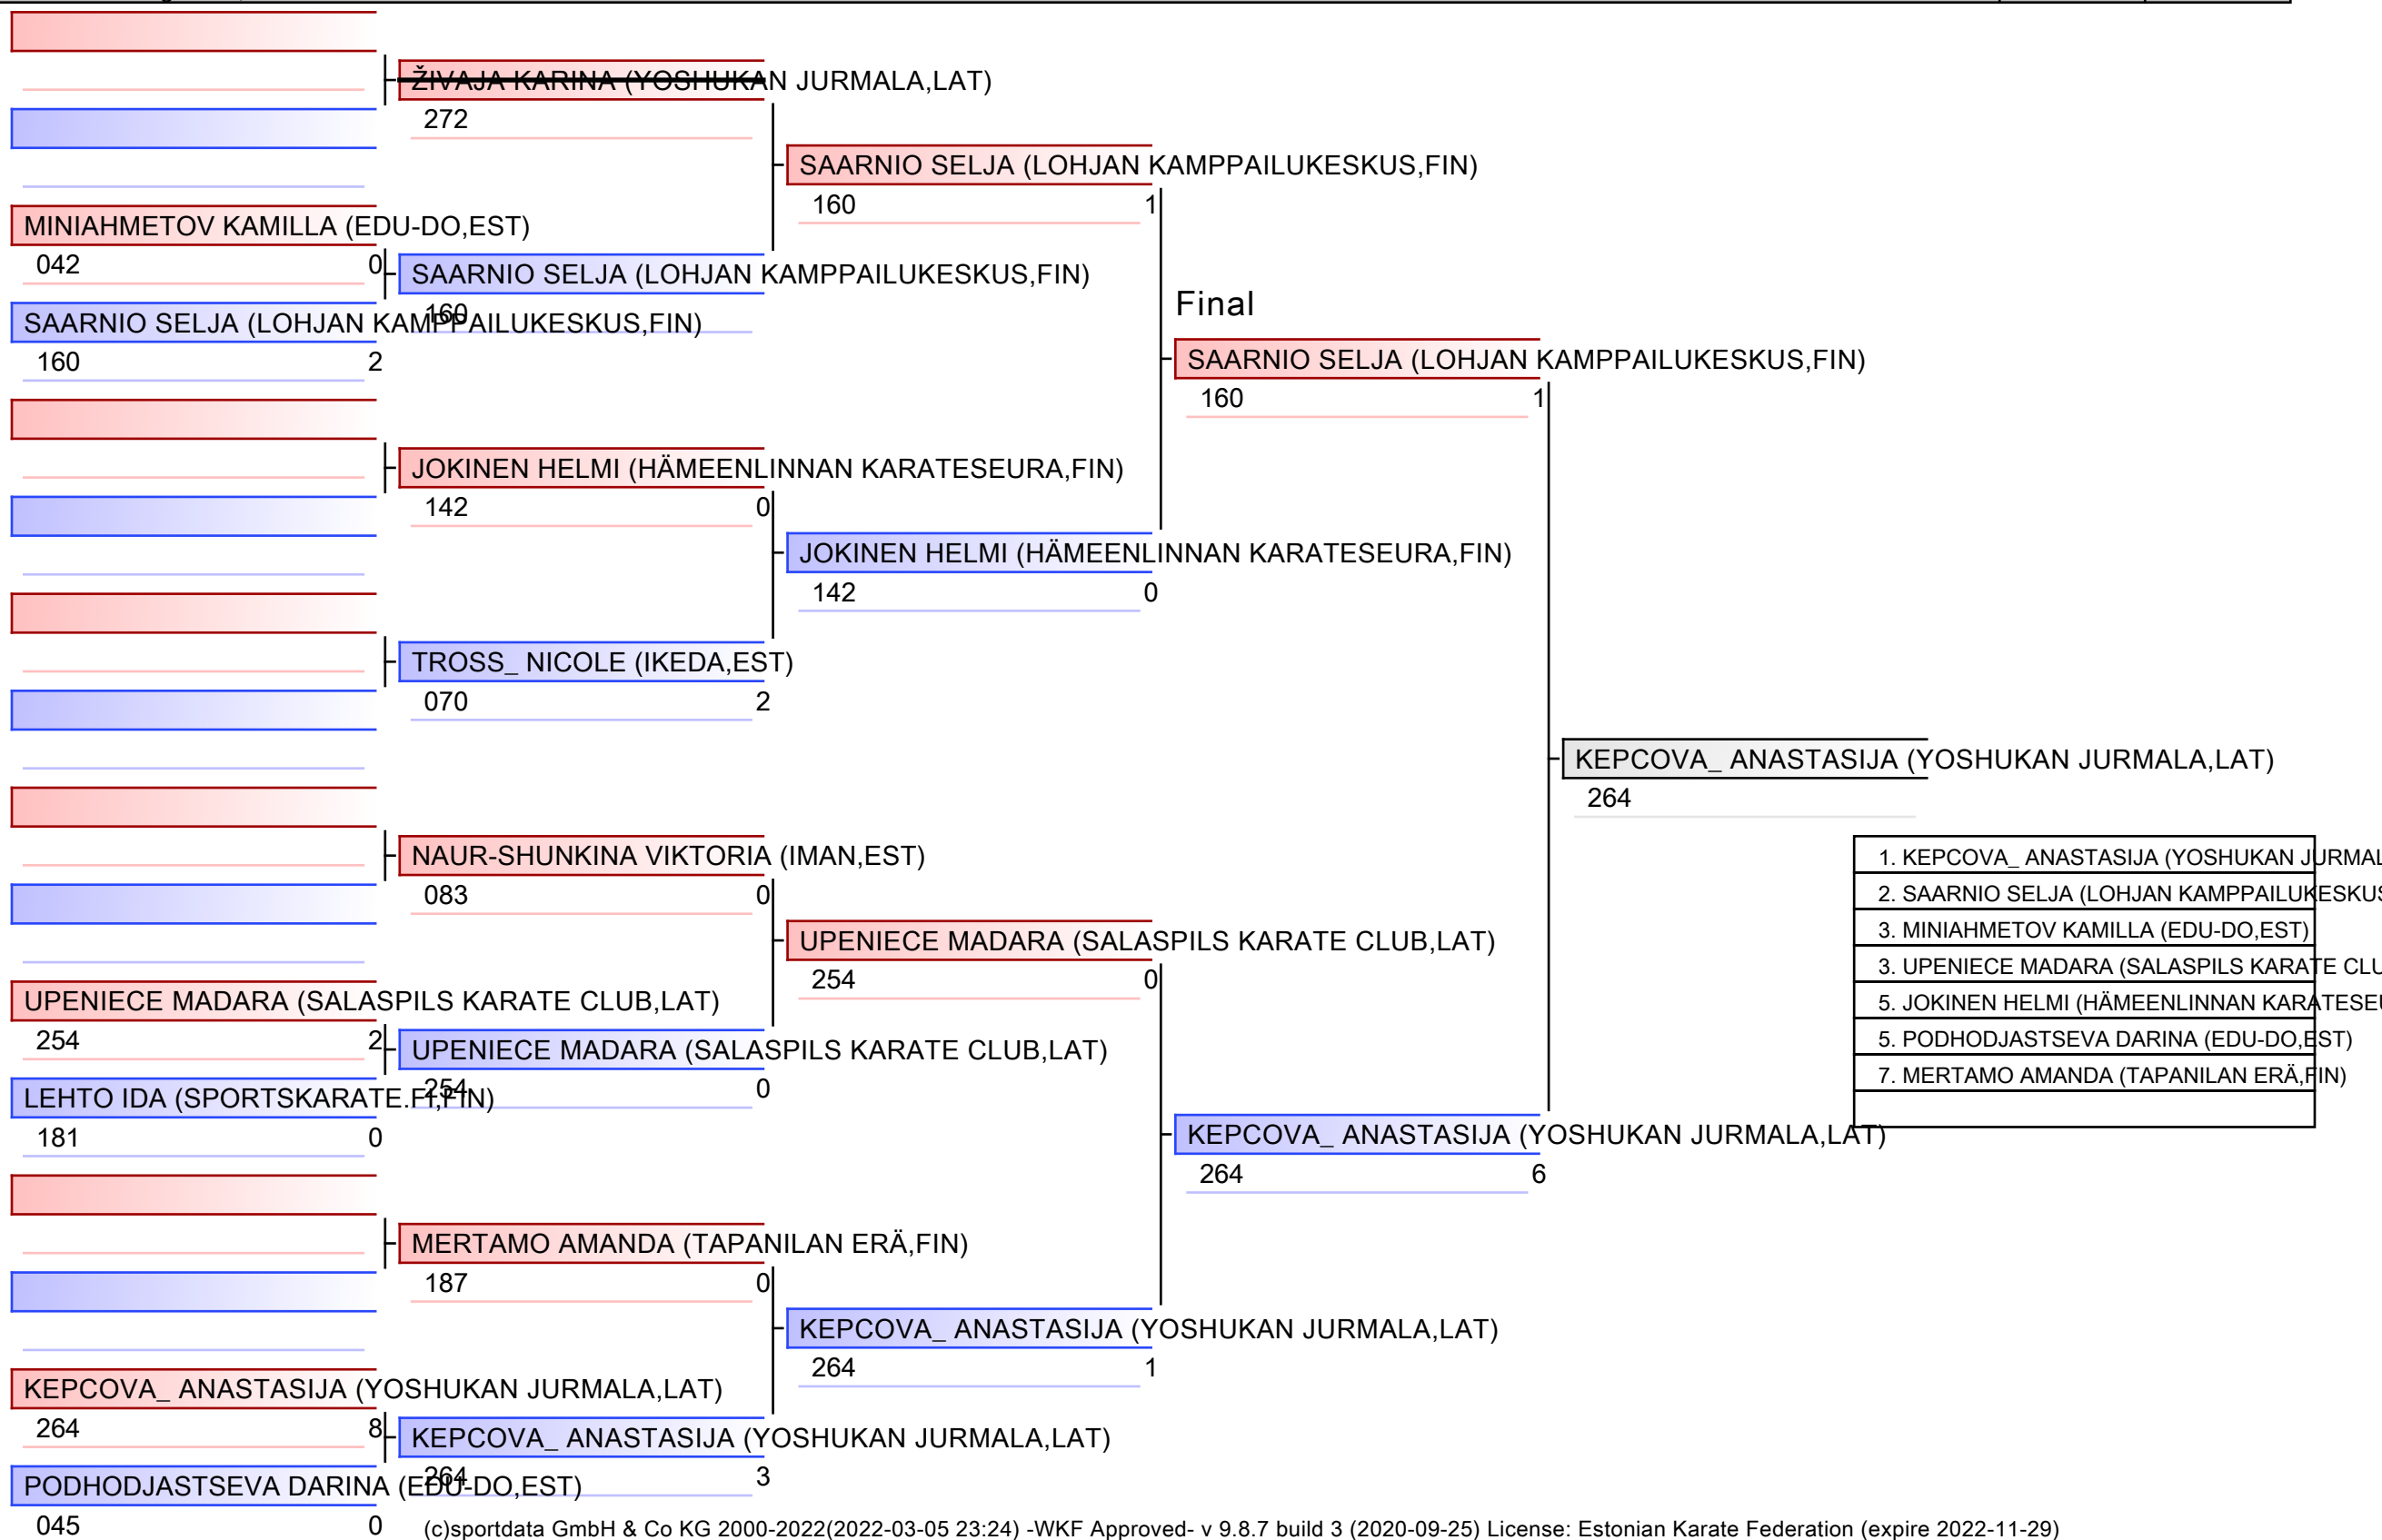 ŽIVAJA KARINA (YOSHUKAN JURMALA,LAT)
272
SAARNIO SELJA (LOHJAN KAMPPAILUKESKUS,FIN)
160 1
MINIAHMETOV KAMILLA (EDU-DO,EST)
042 0
SAARNIO SELJA (LOHJAN KAMPPAILUKESKUS,FIN)
160
SAARNIO SELJA (LOHJAN KAMPPAILUKESKUS,FIN)
160 2
Final
SAARNIO SELJA (LOHJAN KAMPPAILUKESKUS,FIN)
160 1
JOKINEN HELMI (HÄMEENLINNAN KARATESEURA,FIN)
142 0
JOKINEN HELMI (HÄMEENLINNAN KARATESEURA,FIN)
142 0
TROSS_ NICOLE (IKEDA,EST)
070 2
KEPCOVA_ ANASTASIJA (YOSHUKAN JURMALA,LAT)
264
NAUR-SHUNKINA VIKTORIA (IMAN,EST)
083 0
1. KEPCOVA_ ANASTASIJA (YOSHUKAN JURMAL
2. SAARNIO SELJA (LOHJAN KAMPPAILUKESKUS
3. MINIAHMETOV KAMILLA (EDU-DO,EST)
3. UPENIECE MADARA (SALASPILS KARATE CLU
5. JOKINEN HELMI (HÄMEENLINNAN KARATESEU
5. PODHODJASTSEVA DARINA (EDU-DO,EST)
7. MERTAMO AMANDA (TAPANILAN ERÄ,FIN)
UPENIECE MADARA (SALASPILS KARATE CLUB,LAT)
254 0
UPENIECE MADARA (SALASPILS KARATE CLUB,LAT)
254 2
UPENIECE MADARA (SALASPILS KARATE CLUB,LAT)
254 0
LEHTO IDA (SPORTSKARATE.FI,FIN)
181 0
KEPCOVA_ ANASTASIJA (YOSHUKAN JURMALA,LAT)
264 6
MERTAMO AMANDA (TAPANILAN ERÄ,FIN)
187 0
KEPCOVA_ ANASTASIJA (YOSHUKAN JURMALA,LAT)
264 1
KEPCOVA_ ANASTASIJA (YOSHUKAN JURMALA,LAT)
264 8
KEPCOVA_ ANASTASIJA (YOSHUKAN JURMALA,LAT)
264 3
PODHODJASTSEVA DARINA (EDU-DO,EST)
045 0
(c)sportdata GmbH & Co KG 2000-2022(2022-03-05 23:24) -WKF Approved- v 9.8.7 build 3 (2020-09-25) License: Estonian Karate Federation (expire 2022-11-29)